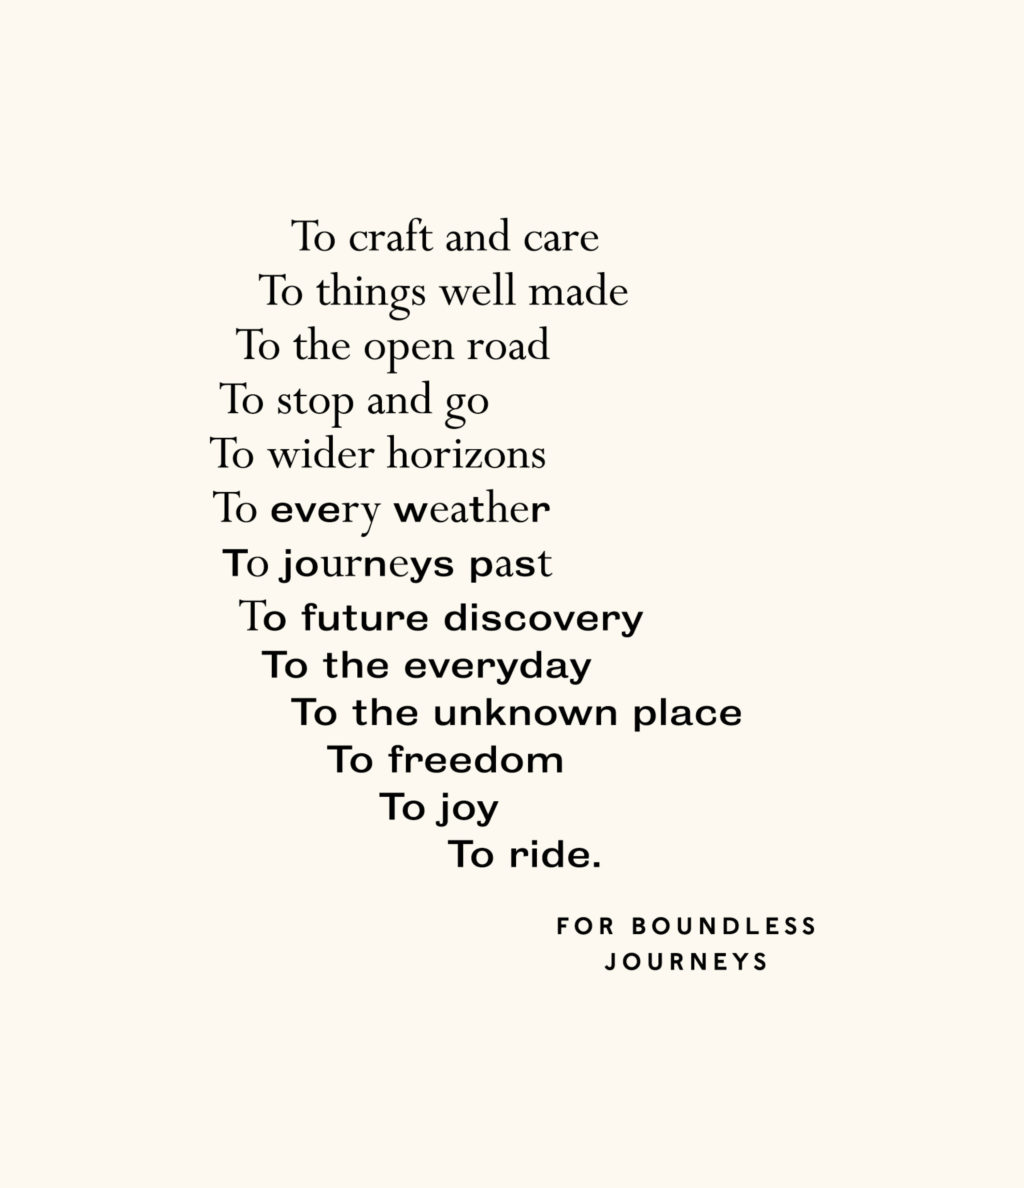 To craft and care
To things well made
To the open road
To stop and go
To wider horizons
To every weather
To journeys past
To future discovery
To the everyday
To the unknown place
To freedom
To joy
To ride.
FOR BOUNDLESS
JOURNEYS